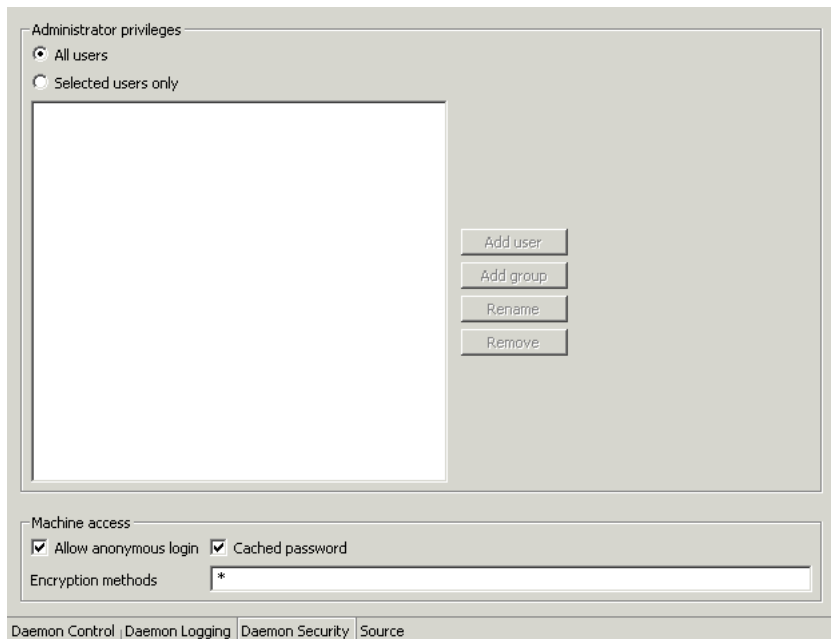 Administrator privileges
All users
Selected users only
Add user
Add group
Rename
Remove
Machine access
Allow anonymous login Cached password
Encryption methods *
Daemon Control Daemon Logging Daemon Security Source